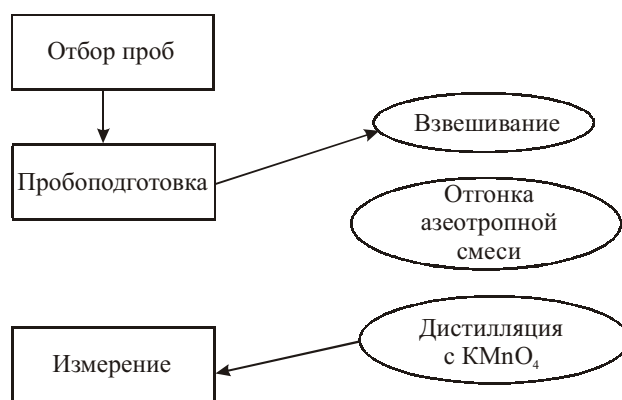 Отбор проб
Взвешивание
Пробоподготовка
Отгонка
азеотропной
смеси
Дистилляция
с KMnO₄
Измерение